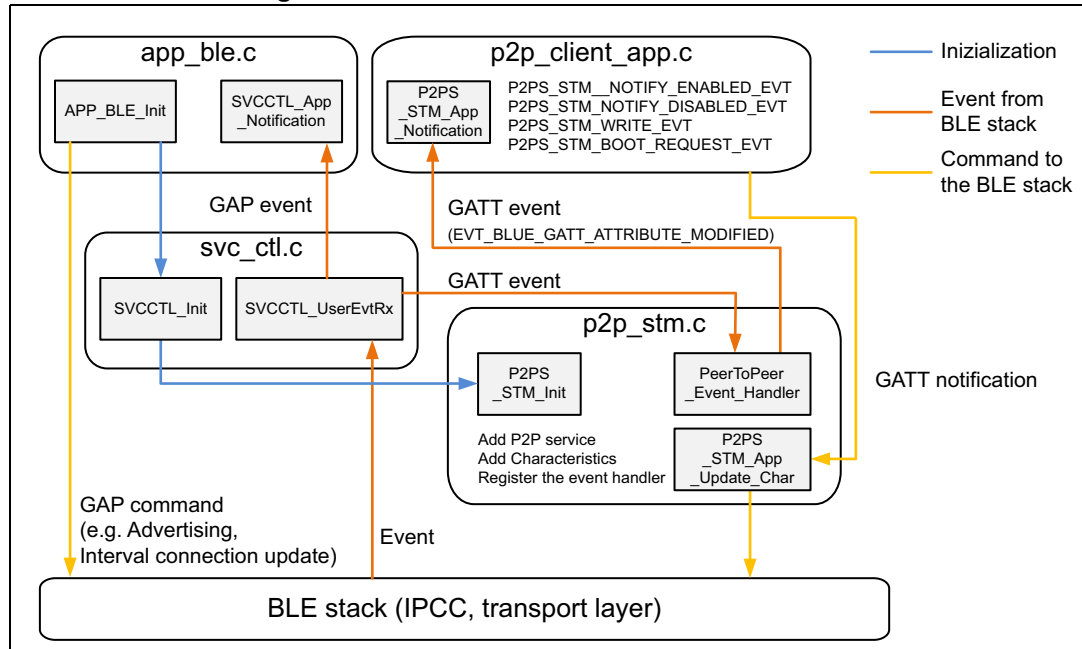 app_ble.c
APP_BLE_Init
SVCCTL_App
_Notification
p2p_client_app.c
P2PS
_STM_App
_Notification
P2PS_STM__NOTIFY_ENABLED_EVT
P2PS_STM_NOTIFY_DISABLED_EVT
P2PS_STM_WRITE_EVT
P2PS_STM_BOOT_REQUEST_EVT
Inizialization
Event from
BLE stack
Command to
the BLE stack
GAP event
GATT event
(EVT_BLUE_GATT_ATTRIBUTE_MODIFIED)
svc_ctl.c
SVCCTL_Init
SVCCTL_UserEvtRx
GATT event
p2p_stm.c
P2PS
_STM_Init
PeerToPeer
_Event_Handler
GATT notification
Add P2P service
Add Characteristics
Register the event handler
P2PS
_STM_App
_Update_Char
GAP command
(e.g. Advertising,
Interval connection update)
Event
BLE stack (IPCC, transport layer)